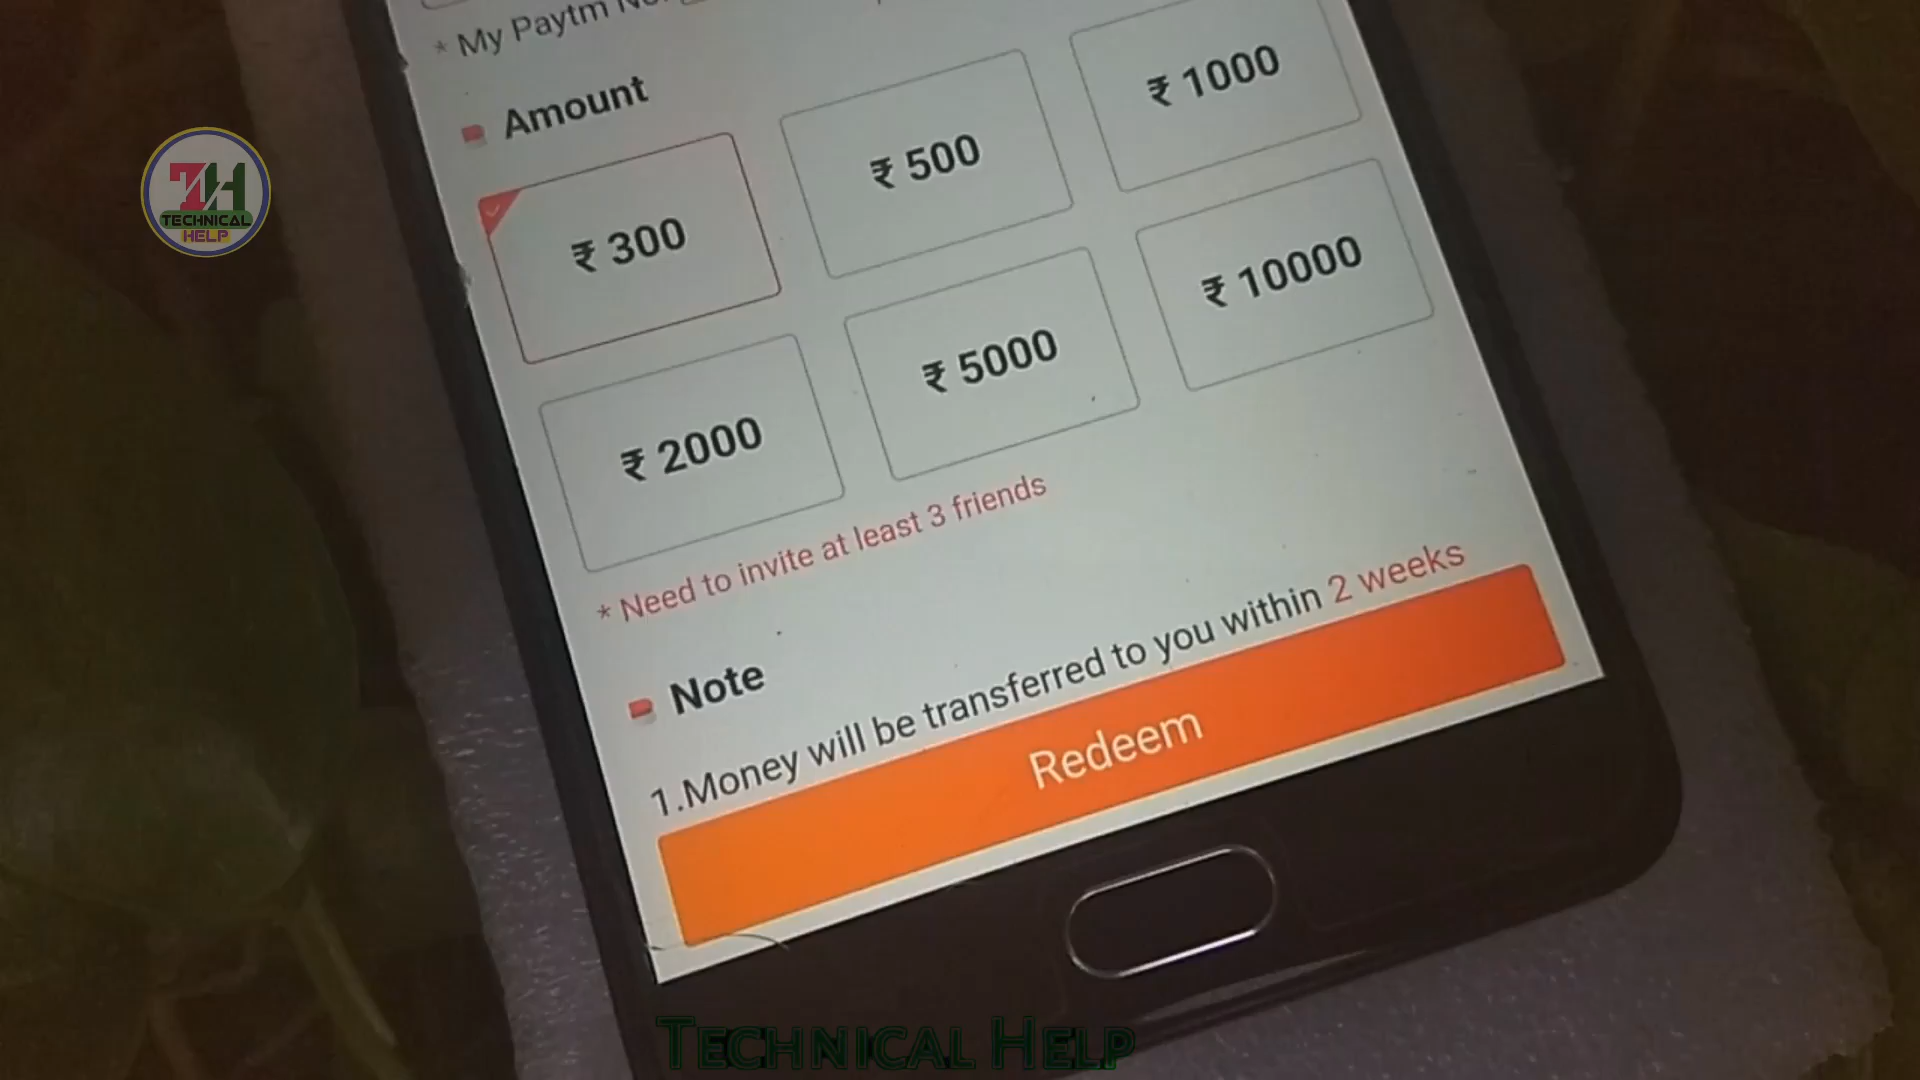 * My Paytm
Amount
₹ 300
₹ 500
₹ 1000
₹ 2000
₹ 5000
₹ 10000
* Need to invite at least 3 friends
Note
1.Money will be transferred to you within 2 weeks
Redeem
TH
TECHNICAL
HELP
TECHNICAL HELP